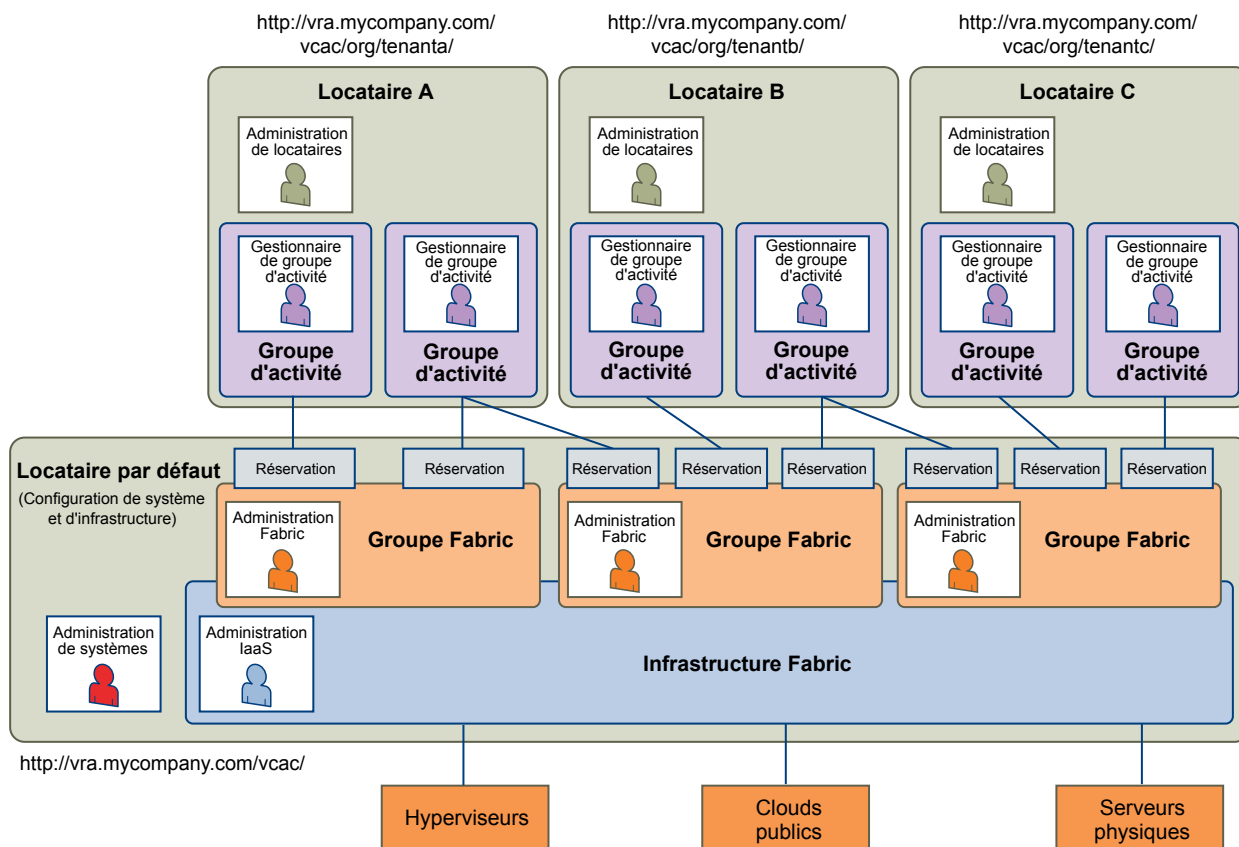 http://vra.mycompany.com/
vcac/org/tenanta/
http://vra.mycompany.com/
vcac/org/tenantb/
http://vra.mycompany.com/
vcac/org/tenantc/
Locataire A
Administration
de locataires
Gestionnaire
de groupe
d'activité
Groupe
d'activité
Gestionnaire
de groupe
d'activité
Groupe
d'activité
Locataire B
Administration
de locataires
Gestionnaire
de groupe
d'activité
Groupe
d'activité
Gestionnaire
de groupe
d'activité
Groupe
d'activité
Locataire C
Administration
de locataires
Gestionnaire
de groupe
d'activité
Groupe
d'activité
Gestionnaire
de groupe
d'activité
Groupe
d'activité
Locataire par défaut
(Configuration de système
et d'infrastructure)
Réservation
Réservation
Réservation
Réservation
Réservation
Réservation
Réservation
Réservation
Administration
Fabric
Groupe Fabric
Administration
Fabric
Groupe Fabric
Administration
Fabric
Groupe Fabric
Administration
de systèmes
Administration
IaaS
Infrastructure Fabric
http://vra.mycompany.com/vcac/
Hyperviseurs
Clouds
publics
Serveurs
physiques